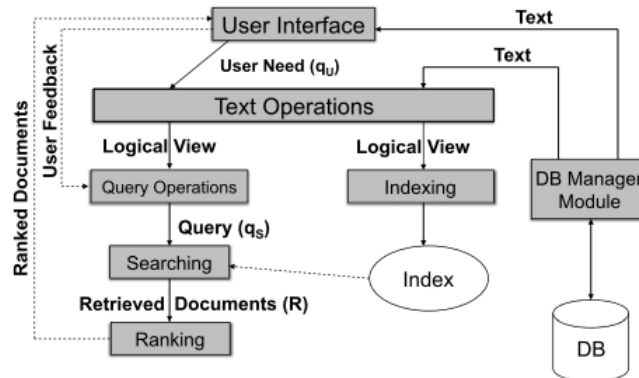 Text
User Interface
Text
User Need (qU)
Text Operations
Ranked Documents
User Feedback
Logical View
Logical View
Query Operations
Indexing
DB Manager
Module
Query (qS)
Searching
Index
Retrieved Documents (R)
Ranking
DB